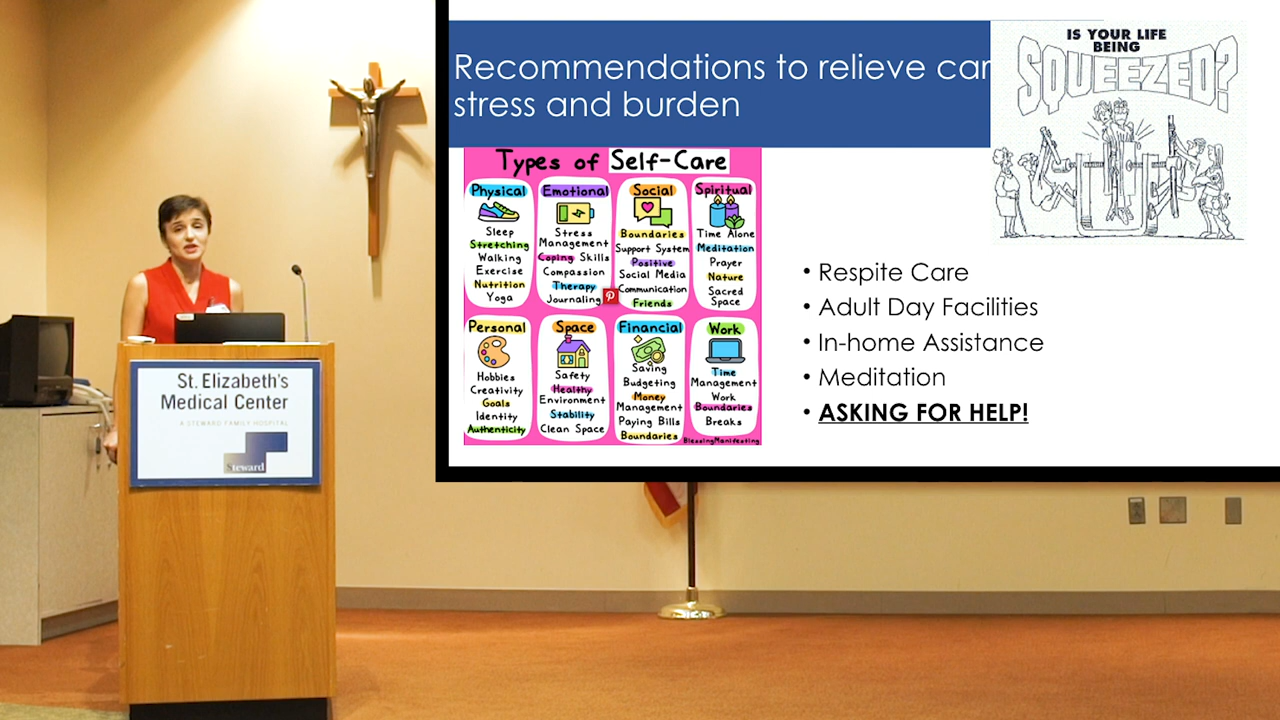 Recommendations to relieve car
stress and burden
IS YOUR LIFE
BEING
SQUEEZED?
Types of Self-Care
Physical
Sleep
Stretching
Walking
Exercise
Nutrition
Yoga
Emotional
Stress
Management
Coping Skills
Compassion
Therapy
Journaling
Social
Boundaries
Support System
Positive
Social Media
Communication
Friends
Spiritual
Time Alone
Meditation
Prayer
Nature
Sacred
Space
Personal
Hobbies
Creativity
Goals
Identity
Authenticity
Space
Safety
Healthy
Environment
Stability
Clean Space
Financial
Saving
Budgeting
Money
Management
Paying Bills
Boundaries
Work
Time
Management
Work
Boundaries
Breaks
BlessingManifesting
• Respite Care
• Adult Day Facilities
• In-home Assistance
• Meditation
• ASKING FOR HELP!
St. Elizabeth's
Medical Center
A STEWARD FAMILY HOSPITAL
Steward